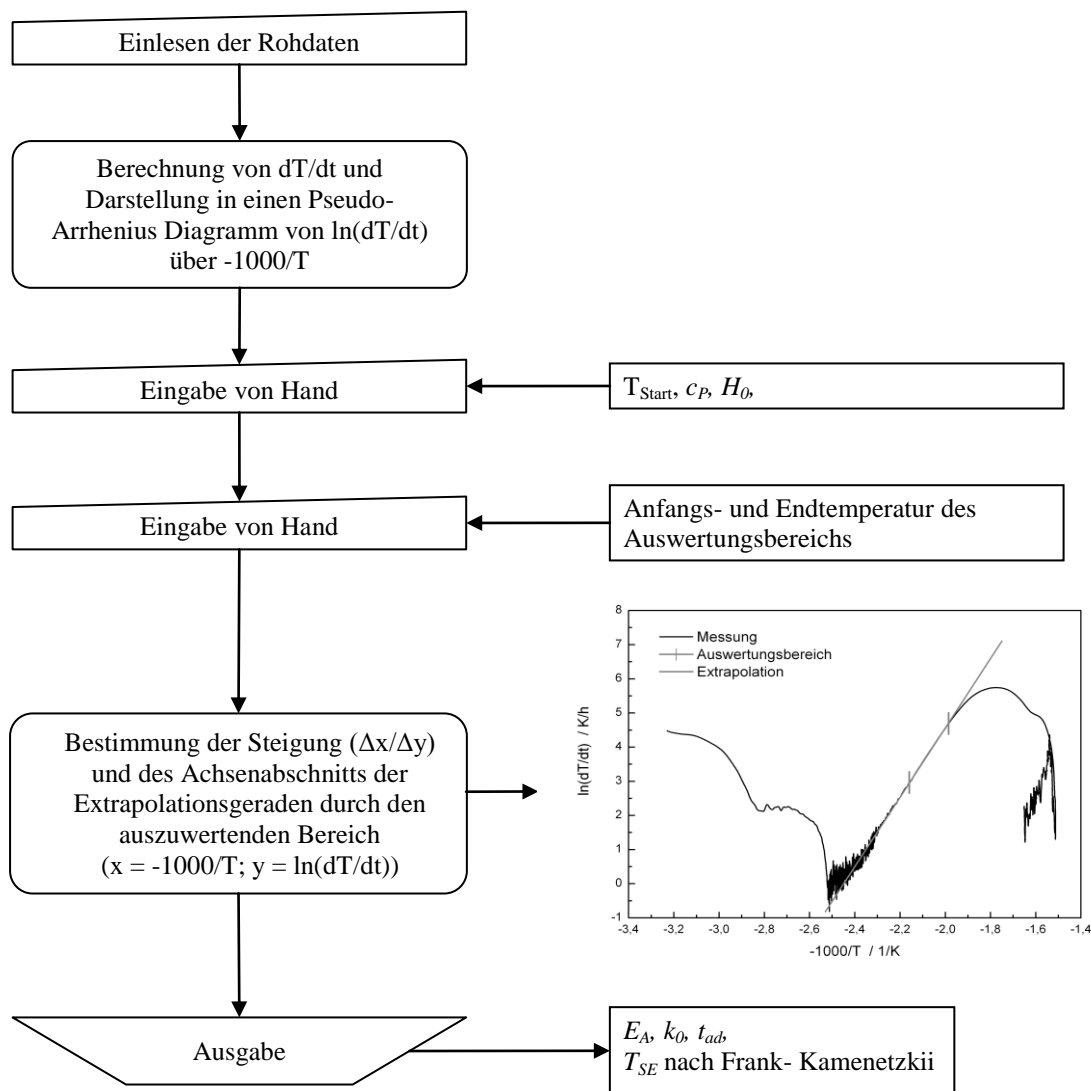 Einlesen der Rohdaten
Berechnung von dT/dt und
Darstellung in einen Pseudo-
Arrhenius Diagramm von ln(dT/dt)
über -1000/T
Eingabe von Hand
T_Start, c_P, H_0,
Eingabe von Hand
Anfangs- und Endtemperatur des
Auswertungsbereichs
Bestimmung der Steigung (Δx/Δy)
und des Achsenabschnitts der
Extrapolationsgeraden durch den
auszuwertenden Bereich
(x = -1000/T; y = ln(dT/dt))
Messung
Auswertungsbereich
Extrapolation
ln(dT/dt) / K/h
8
7
6
5
4
3
2
1
0
-1
-3,4 -3,2 -3,0 -2,8 -2,6 -2,4 -2,2 -2,0 -1,8 -1,6 -1,4
-1000/T / 1/K
Ausgabe
E_A, k_0, t_ad,
T_SE nach Frank- Kamenetzkii